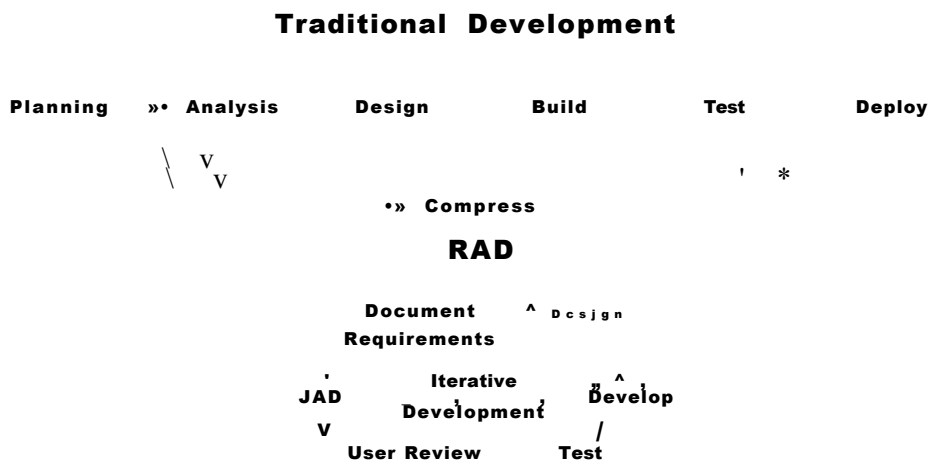 Traditional Development
Planning »• Analysis Design Build Test Deploy
\ v
\ v ' *
•» Compress
RAD
Document ^ Dcsjgn
Requirements
' Iterative „ ^ ,
JAD _ , , Develop
Development
v /
User Review Test